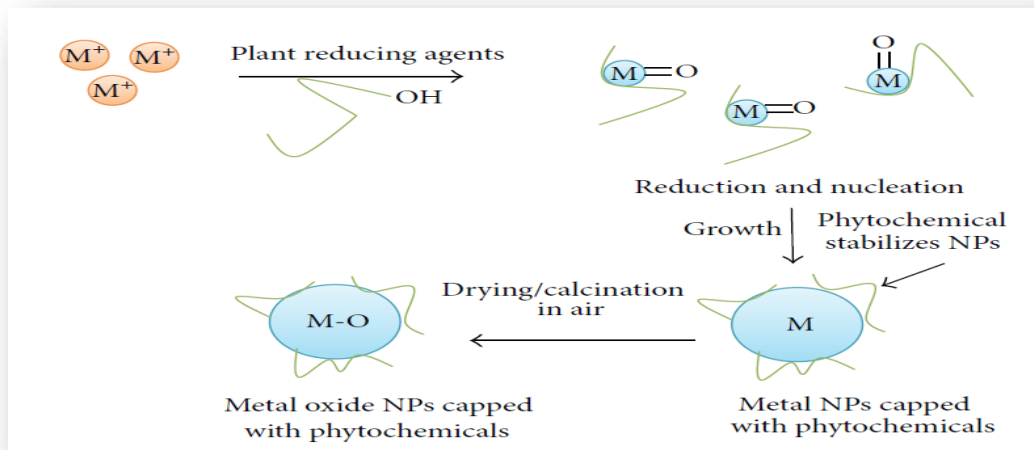 M+ M+
M+
Plant reducing agents
OH
M=O
M=O
O
M
Reduction and nucleation
Growth
Phytochemical
stabilizes NPs
M
Metal NPs capped
with phytochemicals
Drying/calcination
in air
M-O
Metal oxide NPs capped
with phytochemicals